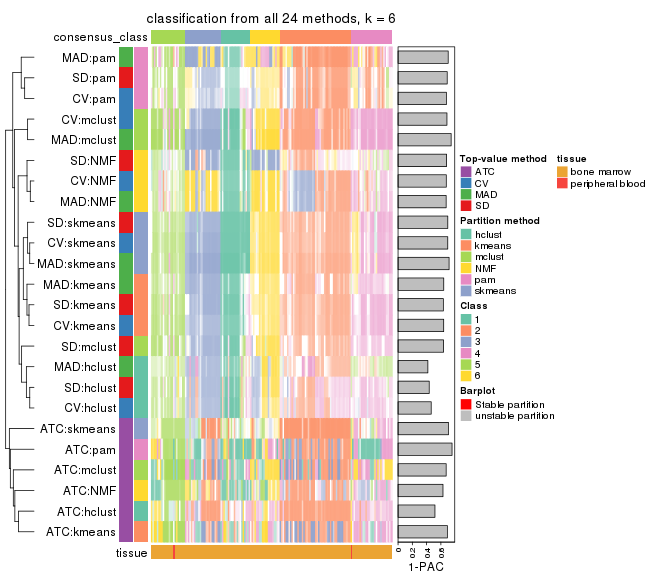 classification from all 24 methods, k = 6
consensus_class
MAD:pam
SD:pam
CV:pam
CV:mclust
MAD:mclust
SD:NMF
CV:NMF
MAD:NMF
SD:skmeans
CV:skmeans
MAD:skmeans
MAD:kmeans
SD:kmeans
CV:kmeans
SD:mclust
MAD:hclust
SD:hclust
CV:hclust
ATC:skmeans
ATC:pam
ATC:mclust
ATC:NMF
ATC:hclust
ATC:kmeans
tissue
0 0.2 0.4 0.6
1-PAC
Top-value method
ATC
CV
MAD
SD
Partition method
hclust
kmeans
mclust
NMF
pam
skmeans
Class
1
2
3
4
5
6
Barplot
Stable partition
unstable partition
tissue
bone marrow
peripheral blood